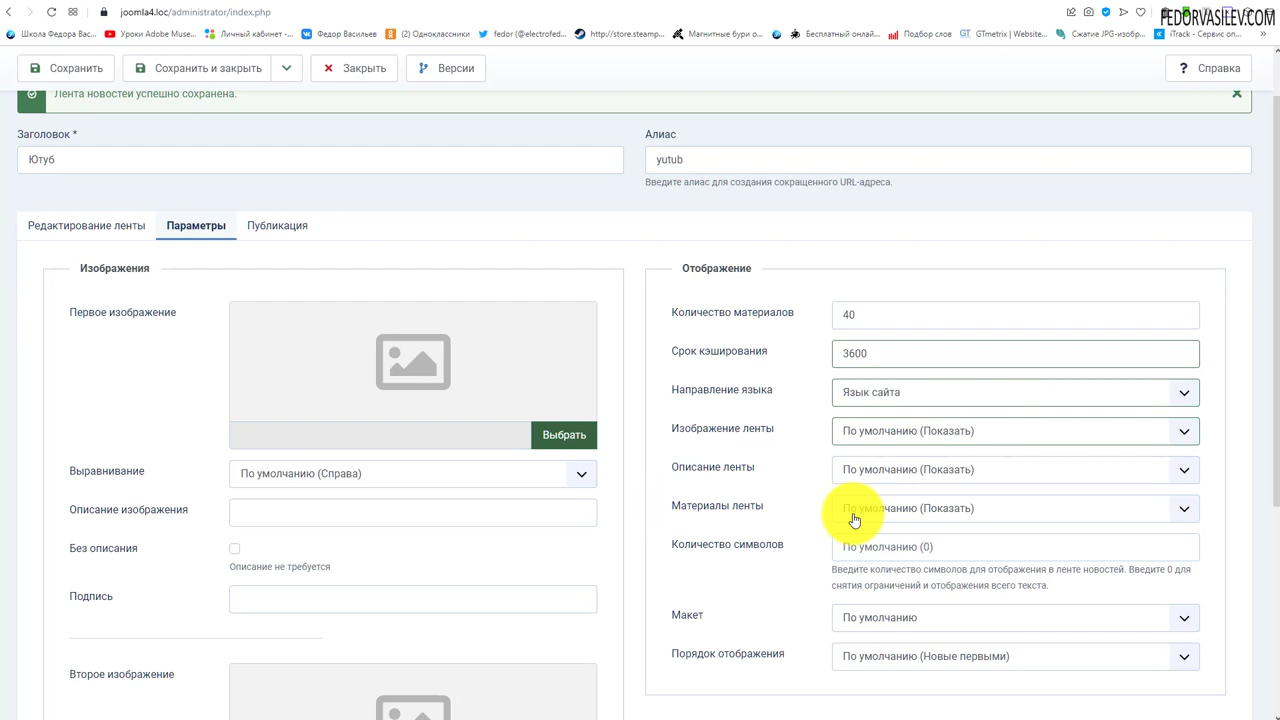 joomla4.loc/administrator/index.php
FEDORVASILEV.COM
Школа Федора Вас...
Уроки Adobe Muse...
Личный кабинет -...
Федор Васильев
(2) Одноклассники
fedor (@electrofed...
http://store.steamp...
Магнитные бури о...
Бесплатный онлай...
Подбор слов
GTmetrix | Website...
Сжатие JPG-изобр...
iTrack - Сервис оп...
Сохранить
Сохранить и закрыть
Закрыть
Версии
Справка
Лента новостей успешно сохранена.
Заголовок *
Алиас
Ютуб
yutub
Введите алиас для создания сокращенного URL-адреса.
Редактирование ленты
Параметры
Публикация
Изображения
Первое изображение
Выбрать
Выравнивание
По умолчанию (Справа)
Описание изображения
Без описания
Описание не требуется
Подпись
Второе изображение
Отображение
Количество материалов
40
Срок кэширования
3600
Направление языка
Язык сайта
Изображение ленты
По умолчанию (Показать)
Описание ленты
По умолчанию (Показать)
Материалы ленты
По умолчанию (Показать)
Количество символов
По умолчанию (0)
Введите количество символов для отображения в ленте новостей. Введите 0 для
снятия ограничений и отображения всего текста.
Макет
По умолчанию
Порядок отображения
По умолчанию (Новые первыми)